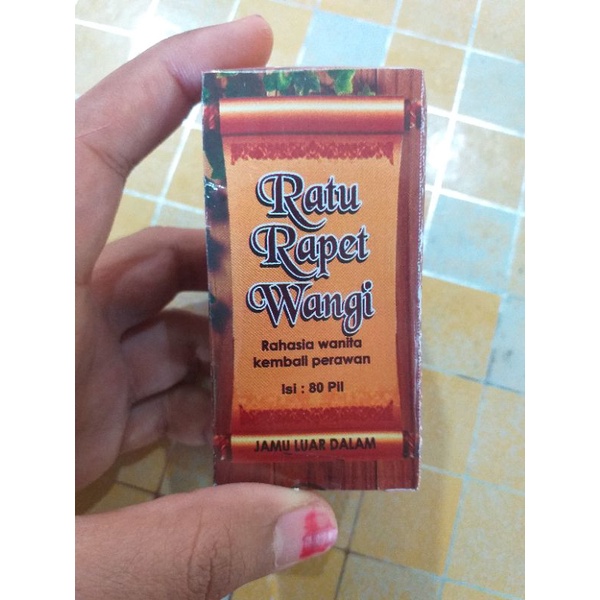 Ratu
Rapet
Wangi
Rahasia wanita
kembali perawan
Isi : 80 Pil
JAMU LUAR DALAM